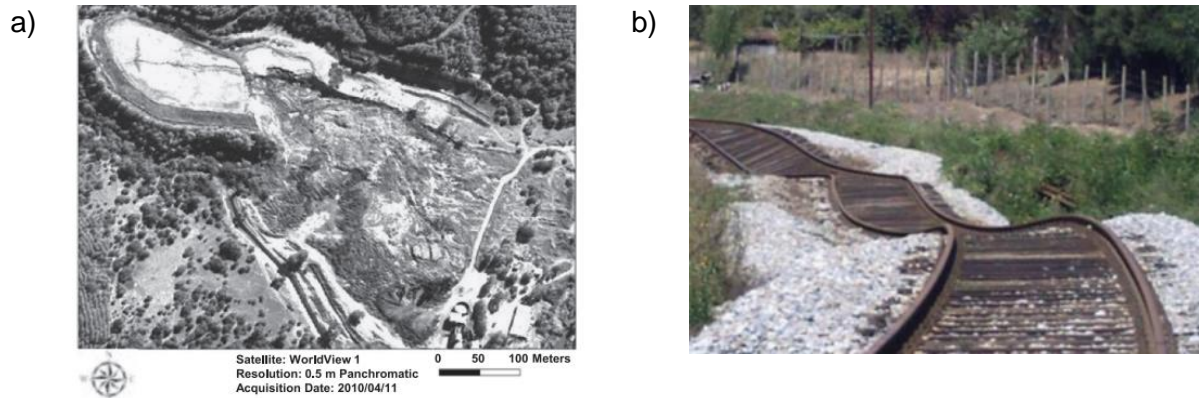 a)
b)
Satellite: WorldView 1
Resolution: 0.5 m Panchromatic
Acquisition Date: 2010/04/11
0 50 100 Meters